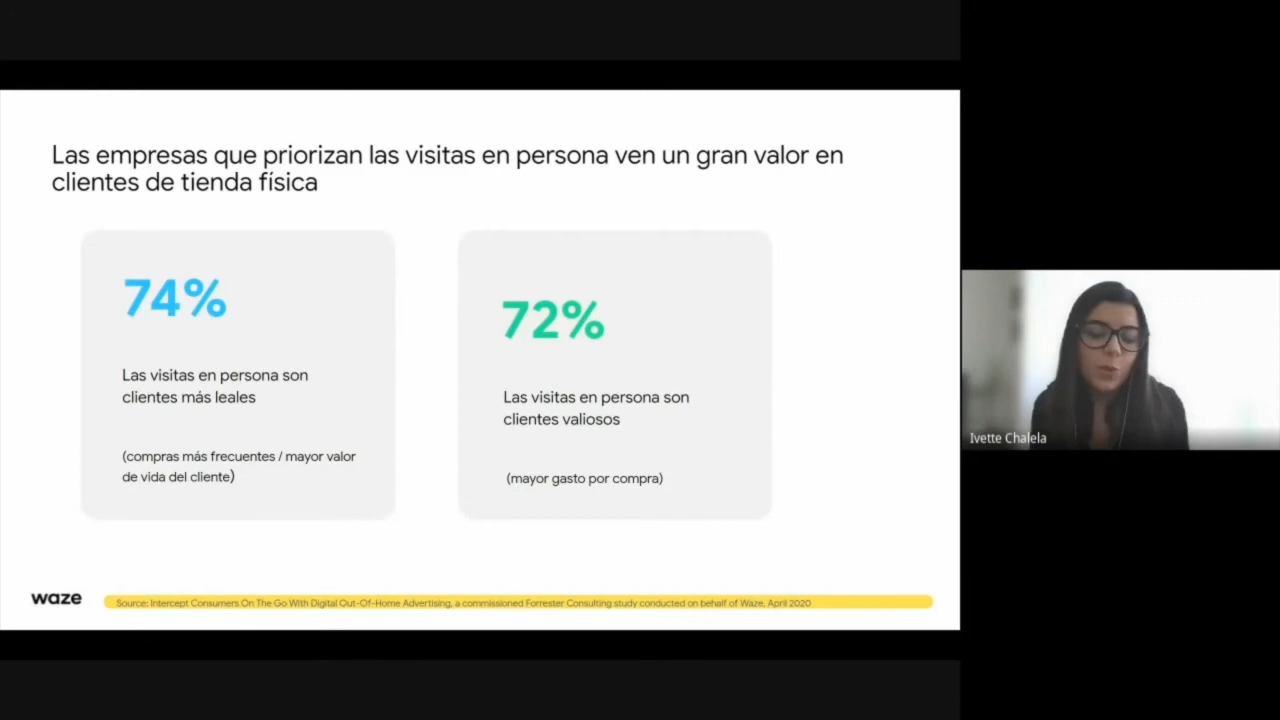 Las empresas que priorizan las visitas en persona ven un gran valor en
clientes de tienda física
74%
Las visitas en persona son
clientes más leales
(compras más frecuentes / mayor valor
de vida del cliente)
72%
Las visitas en persona son
clientes valiosos
(mayor gasto por compra)
waze
Source: Intercept Consumers On The Go With Digital Out-Of-Home Advertising, a commissioned Forrester Consulting study conducted on behalf of Waze, April 2020
Ivette Chalela